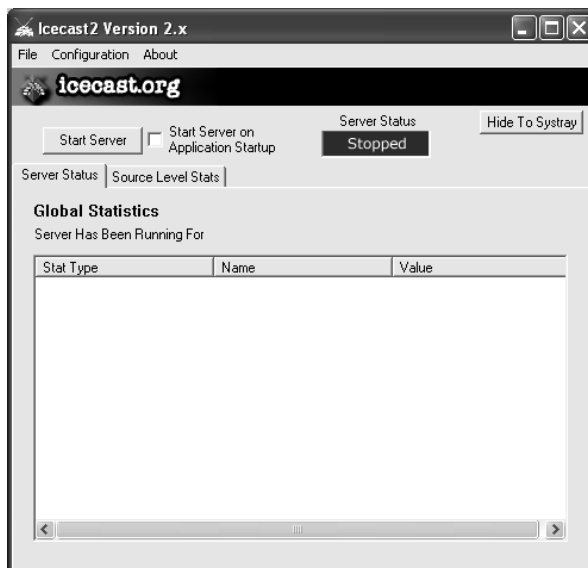 Icecast2 Version 2.x
File Configuration About
icecast.org
Start Server
Start Server on
Application Startup
Server Status
Stopped
Hide To Systray
Server Status
Source Level Stats
Global Statistics
Server Has Been Running For
Stat Type Name Value